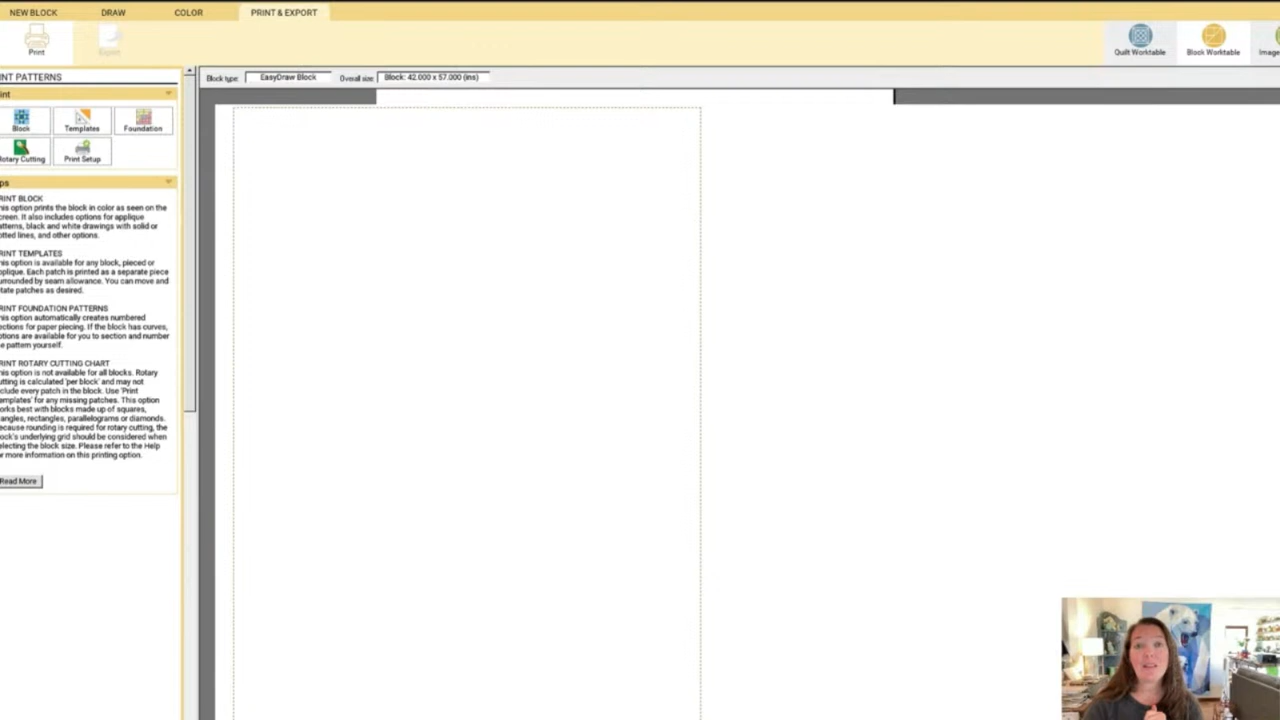 NEW BLOCK
DRAW
COLOR
PRINT & EXPORT
Print
Export
Quilt Worktable
Block Worktable
Image
INT PATTERNS
int
Block
Templates
Foundation
otary Cutting
Print Setup
ps
RINT BLOCK
his option prints the block in color as seen on the
creen. It also includes options for applique
atterns, black and white drawings with solid or
otted lines, and other options.
RINT TEMPLATES
his option is available for any block, pieced or
pplique. Each patch is printed as a separate piece
urrounded by seam allowance. You can move and
tate patches as desired.
RINT FOUNDATION PATTERNS
his option automatically creates numbered
ections for paper piecing. If the block has curves,
ptions are available for you to section and number
e pattern yourself.
RINT ROTARY CUTTING CHART
his option is not available for all blocks. Rotary
utting is calculated 'per block' and may not
clude every patch in the block. Use 'Print
emplates' for any missing patches. This option
orks best with blocks made up of squares,
iangles, rectangles, parallelograms or diamonds.
ecause rounding is required for rotary cutting, the
ock's underlying grid should be considered when
electing the block size. Please refer to the Help
or more information on this printing option.
Read More
Block type
EasyDraw Block
Overall size
Block: 42.000 x 57.000 (ins)